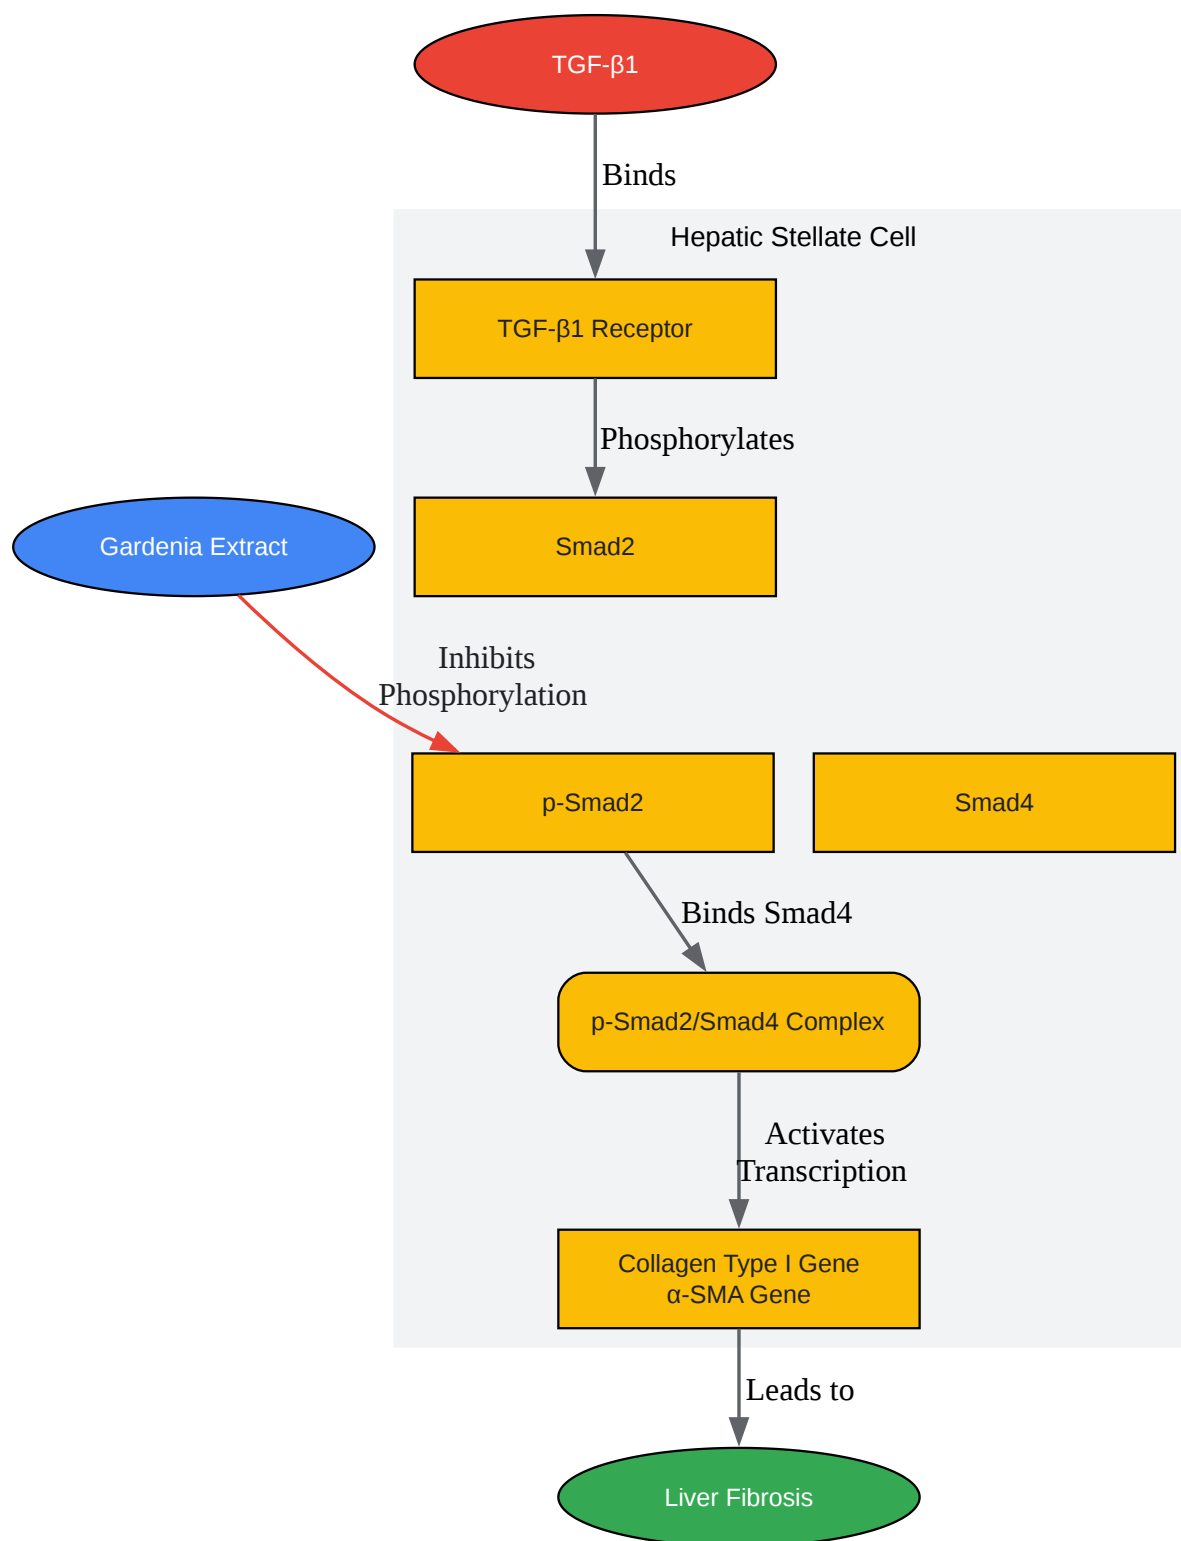 TGF-β1
Binds
Hepatic Stellate Cell
TGF-β1 Receptor
Phosphorylates
Gardenia Extract
Smad2
Inhibits
Phosphorylation
p-Smad2
Smad4
Binds Smad4
p-Smad2/Smad4 Complex
Activates
Transcription
Collagen Type I Gene
α-SMA Gene
Leads to
Liver Fibrosis